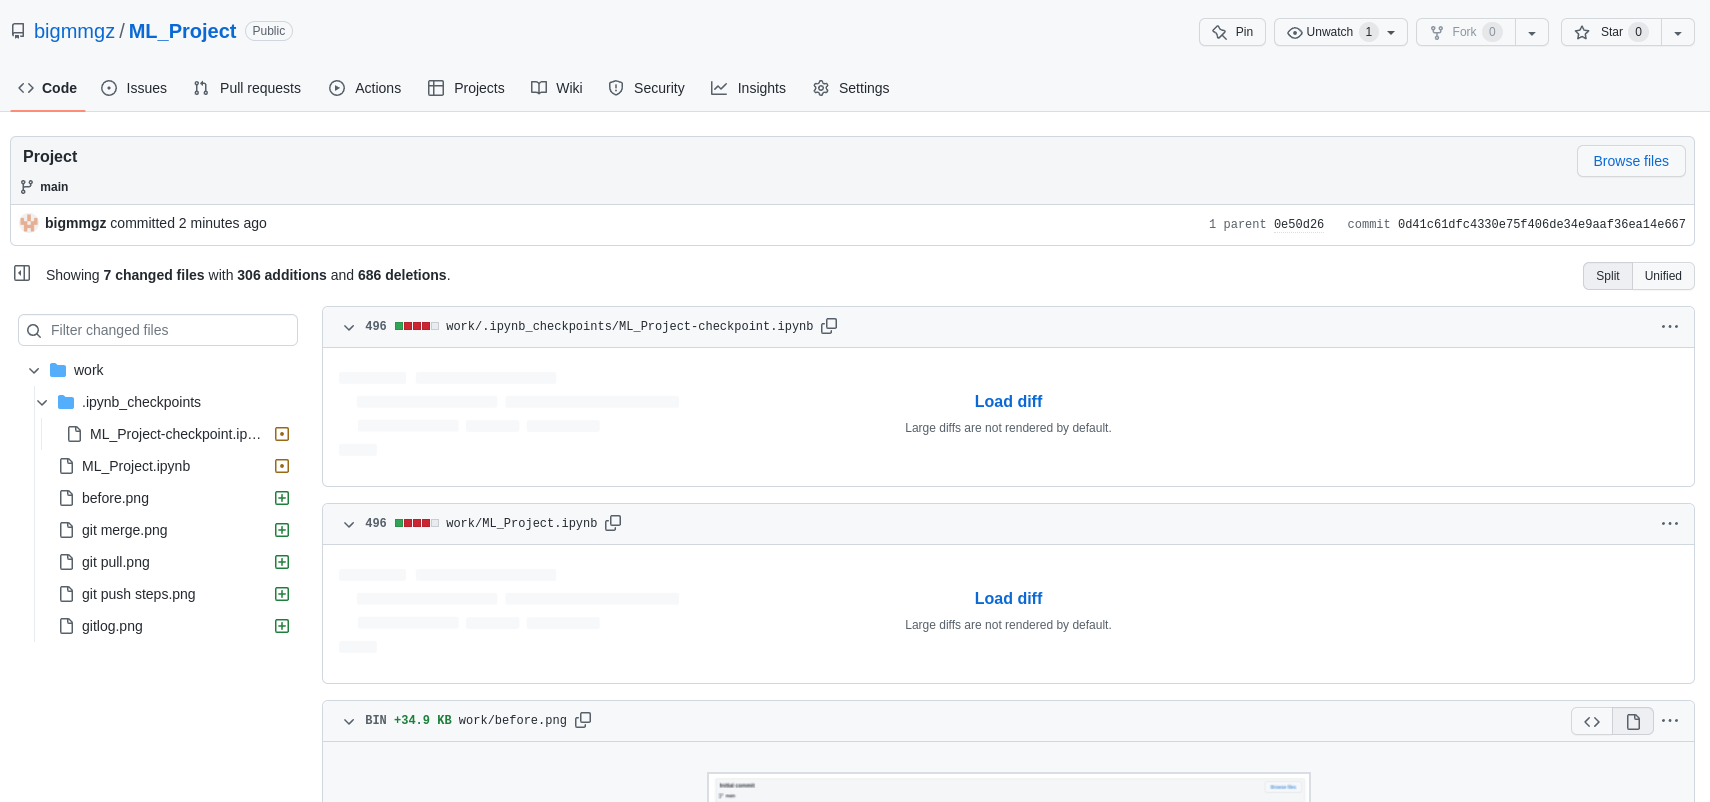 bigmmgz / ML_Project Public
Pin Unwatch 1 Fork 0 Star 0
Code Issues Pull requests Actions Projects Wiki Security Insights Settings
Project
Browse files
main
bigmmgz committed 2 minutes ago 1 parent 0e50d26 commit 0d41c61dfc4330e75f406de34e9aaf36ea14e667
Showing 7 changed files with 306 additions and 686 deletions.
Split Unified
Filter changed files
work
.ipynb_checkpoints
ML_Project-checkpoint.ip…
ML_Project.ipynb
before.png
git merge.png
git pull.png
git push steps.png
gitlog.png
496 work/.ipynb_checkpoints/ML_Project-checkpoint.ipynb
Load diff
Large diffs are not rendered by default.
496 work/ML_Project.ipynb
Load diff
Large diffs are not rendered by default.
BIN +34.9 KB work/before.png
Initial commit
Browse files
main